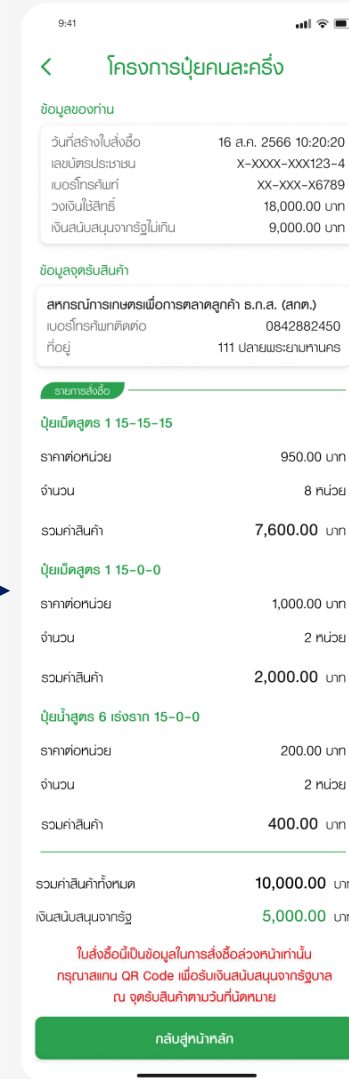 9:41
โครงการปุ๋ยคนละครึ่ง
ข้อมูลของท่าน
วันที่สร้างใบสั่งซื้อ 16 ส.ค. 2566 10:20:20
เลขบัตรประชาชน X-XXXX-XXX123-4
เบอร์โทรศัพท์ XX-XXX-X6789
วงเงินใช้สิทธิ์ 18,000.00 บาท
เงินสนับสนุนจากรัฐไม่เกิน 9,000.00 บาท
ข้อมูลจุดรับสินค้า
สหกรณ์การเกษตรเพื่อการตลาดลูกค้า ธ.ก.ส. (สกต.)
เบอร์โทรศัพทติดต่อ 0842882450
ที่อยู่ 111 ปลายพระยามหานคร
รายการสั่งซื้อ
ปุ๋ยเม็ดสูตร 1 15-15-15
ราคาต่อหน่วย 950.00 บาท
จำนวน 8 หน่วย
รวมค่าสินค้า 7,600.00 บาท
ปุ๋ยเม็ดสูตร 1 15-0-0
ราคาต่อหน่วย 1,000.00 บาท
จำนวน 2 หน่วย
รวมค่าสินค้า 2,000.00 บาท
ปุ๋ยน้ำสูตร 6 เร่งราก 15-0-0
ราคาต่อหน่วย 200.00 บาท
จำนวน 2 หน่วย
รวมค่าสินค้า 400.00 บาท
รวมค่าสินค้าทั้งหมด 10,000.00 บาท
เงินสนับสนุนจากรัฐ 5,000.00 บาท
ใบสั่งซื้อนี้เป็นข้อมูลในการสั่งซื้อล่วงหน้าเท่านั้น
กรุณาสแกน QR Code เพื่อรับเงินสนับสนุนจากรัฐบาล
ณ จุดรับสินค้าตามวันที่นัดหมาย
กลับสู่หน้าหลัก